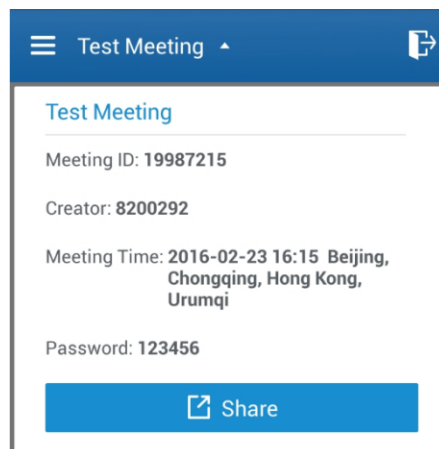 Test Meeting
Test Meeting
Meeting ID: 19987215
Creator: 8200292
Meeting Time: 2016-02-23 16:15 Beijing,
Chongqing, Hong Kong,
Urumqi
Password: 123456
Share